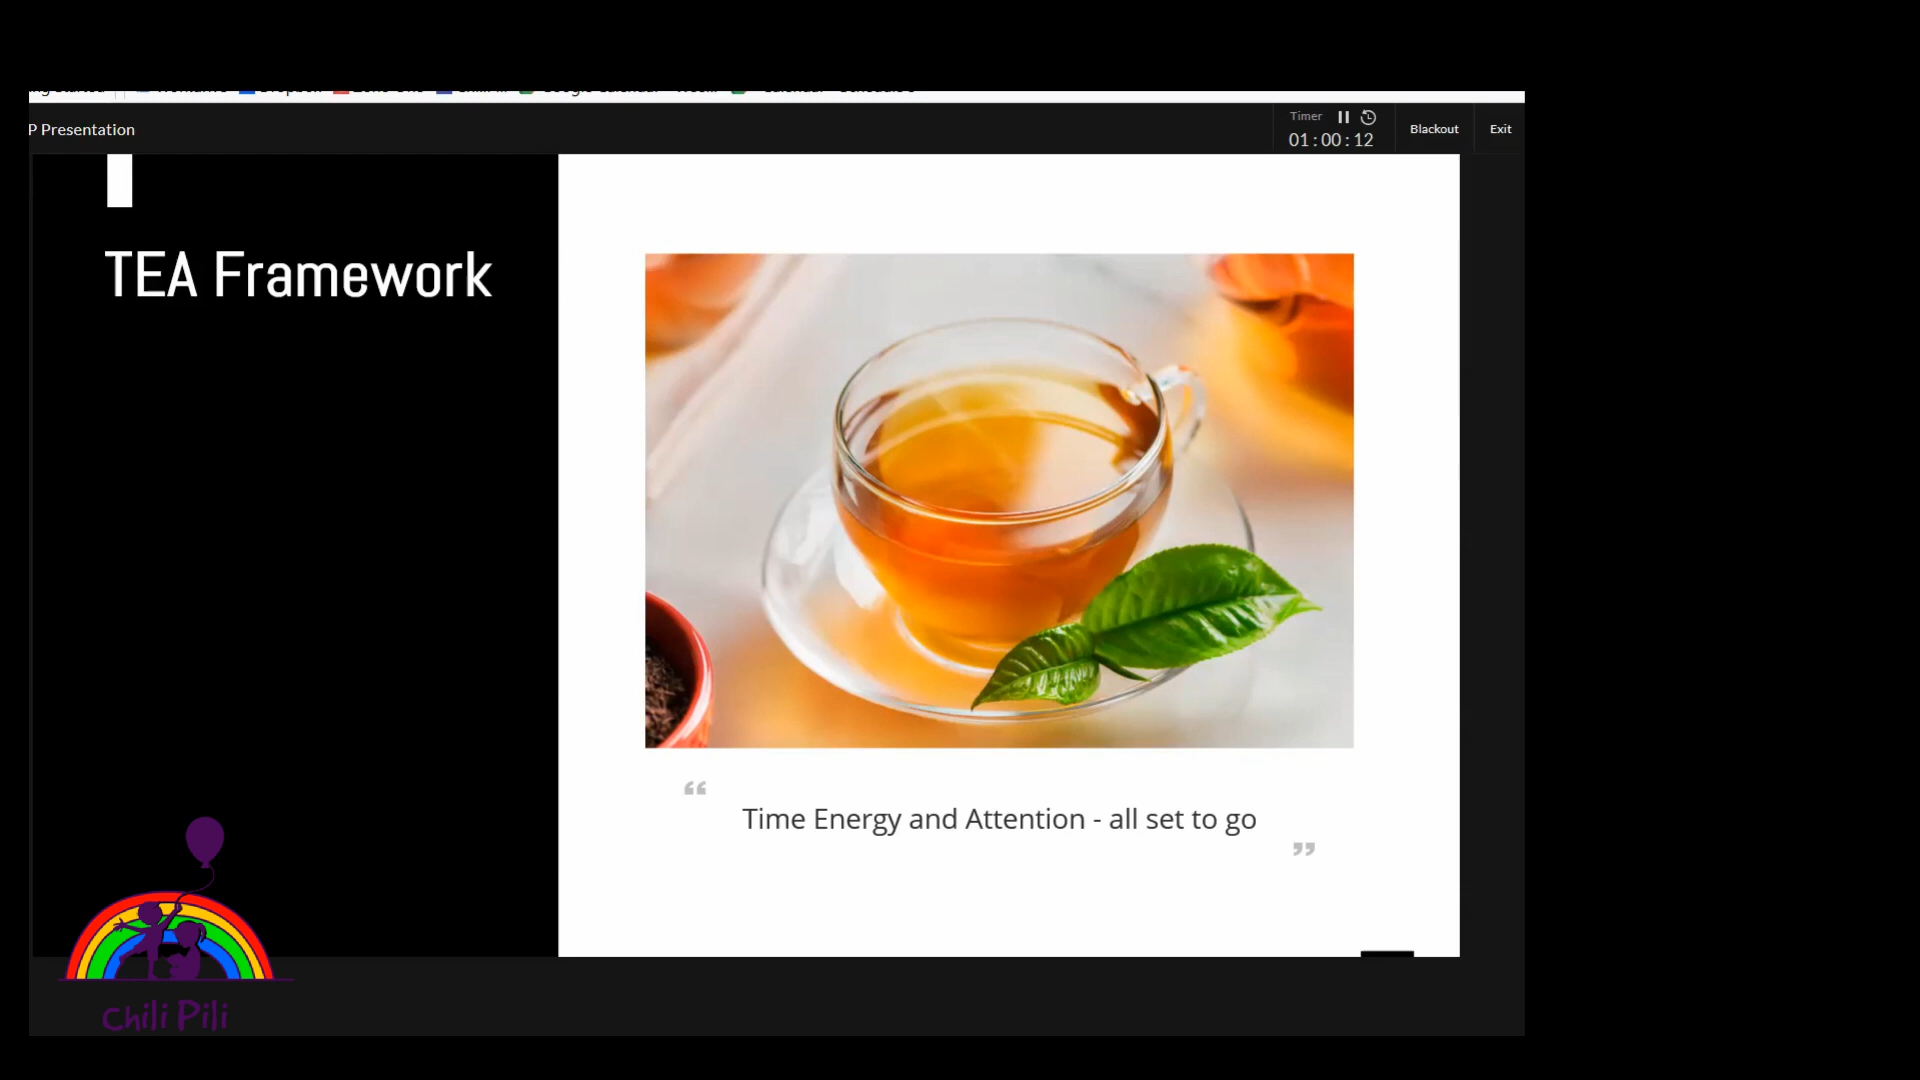 P Presentation
Timer
01:00:12
Blackout
Exit
TEA Framework
“
Time Energy and Attention - all set to go
”
Chili Pili